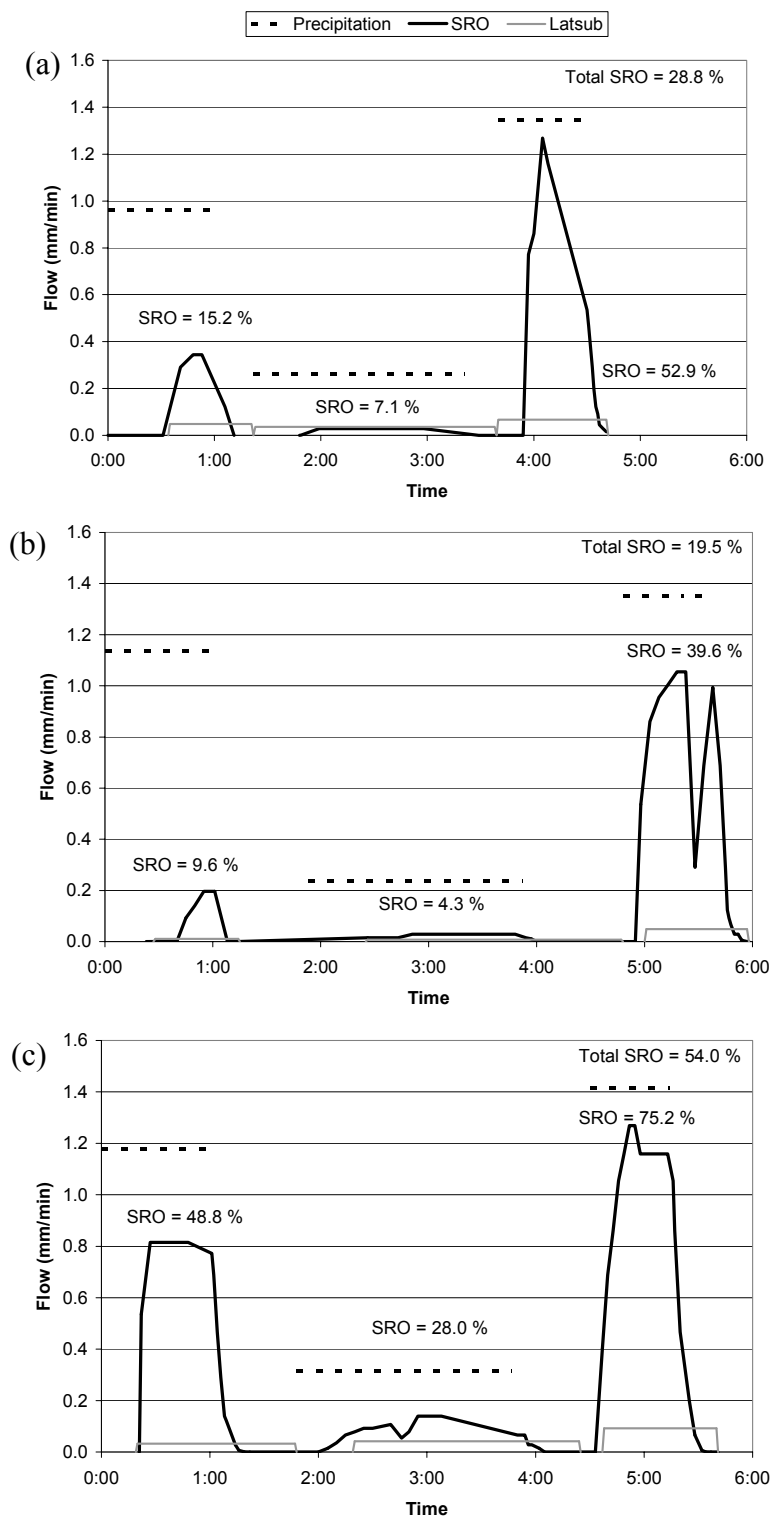 Precipitation SRO Latsub
(a)
1.6
Total SRO = 28.8 %
1.4
1.2
1.0
0.8
0.6
SRO = 15.2 %
0.4
SRO = 52.9 %
0.2
SRO = 7.1 %
0.0
Flow (mm/min)
0:00 1:00 2:00 3:00 4:00 5:00 6:00
Time
(b)
1.6
Total SRO = 19.5 %
1.4
1.2
SRO = 39.6 %
1.0
0.8
0.6
0.4
SRO = 9.6 %
0.2
SRO = 4.3 %
0.0
Flow (mm/min)
0:00 1:00 2:00 3:00 4:00 5:00 6:00
Time
(c)
1.6
Total SRO = 54.0 %
1.4
SRO = 75.2 %
1.2
1.0
SRO = 48.8 %
0.8
0.6
SRO = 28.0 %
0.4
0.2
0.0
Flow (mm/min)
0:00 1:00 2:00 3:00 4:00 5:00 6:00
Time